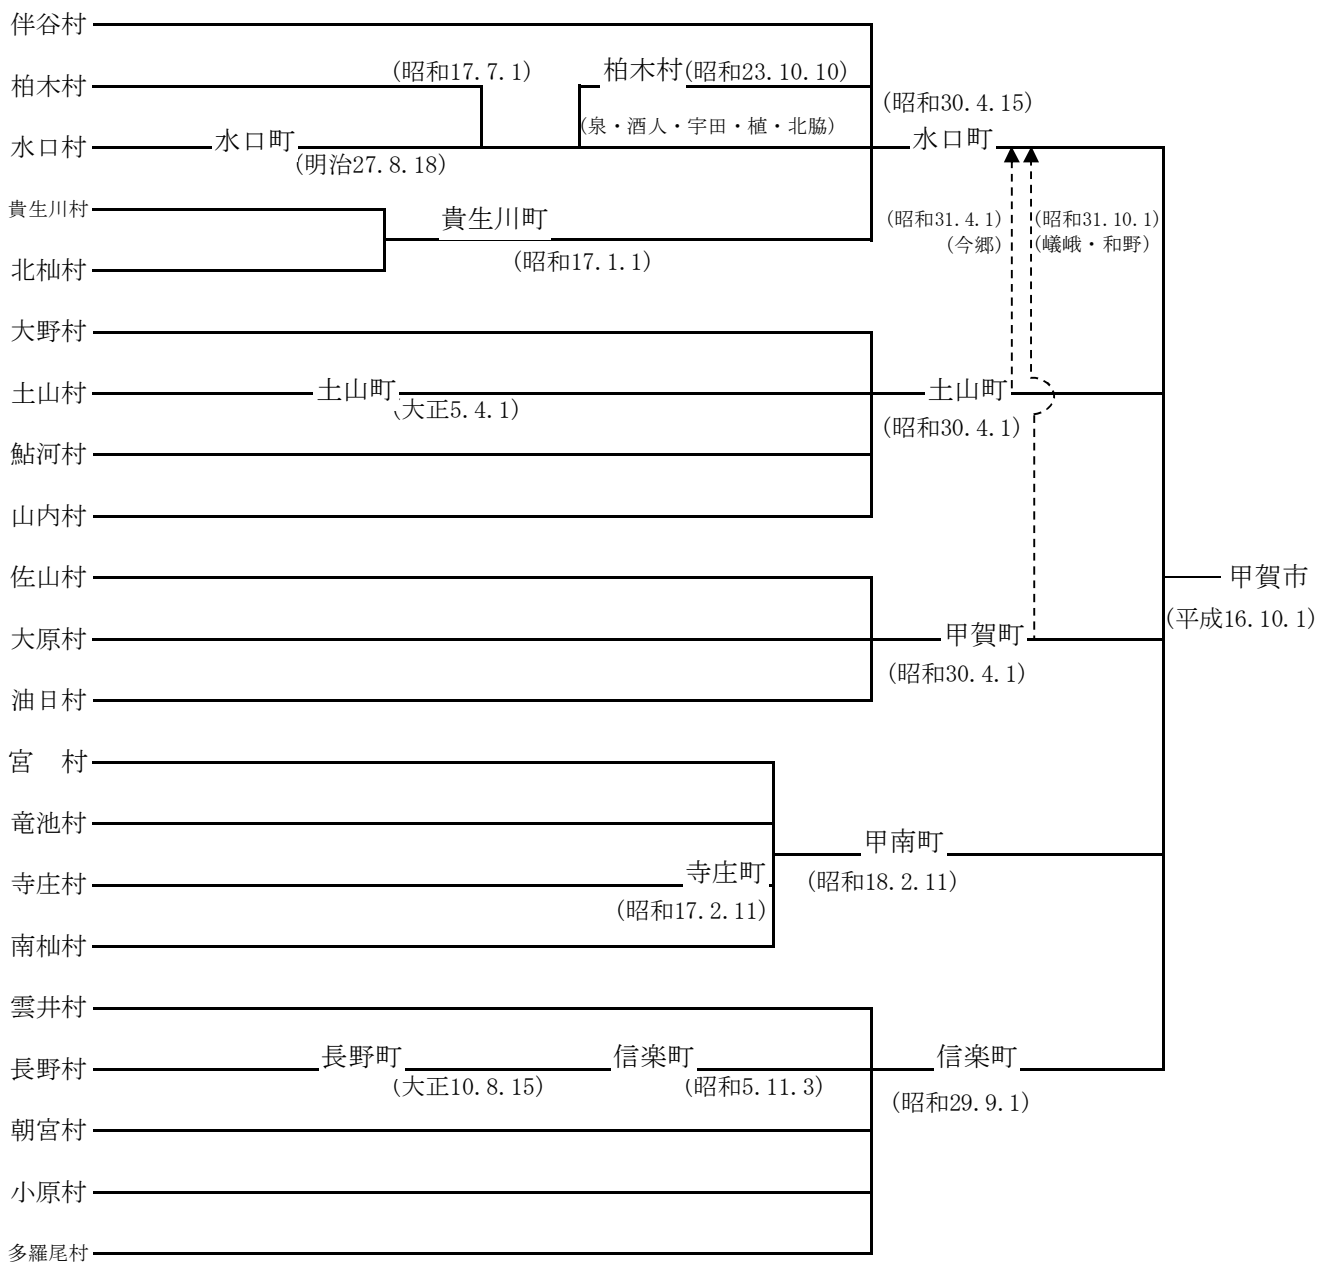 伴谷村
(昭和17.7.1)
柏木村(昭和23.10.10)
柏木村
(昭和30.4.15)
(泉・酒人・宇田・植・北脇)
水口村
水口町
水口町
(明治27.8.18)
貴生川村
貴生川町
(昭和31.4.1)
(今郷)
(昭和31.10.1)
(嶬峨・和野)
(昭和17.1.1)
北杣村
大野村
土山村
土山町
(大正5.4.1)
土山町
(昭和30.4.1)
鮎河村
山内村
佐山村
甲賀市
(平成16.10.1)
大原村
甲賀町
(昭和30.4.1)
油日村
宮　村
竜池村
甲南町
(昭和18.2.11)
寺庄村
寺庄町
(昭和17.2.11)
南杣村
雲井村
長野村
長野町
(大正10.8.15)
信楽町
(昭和5.11.3)
信楽町
(昭和29.9.1)
朝宮村
小原村
多羅尾村